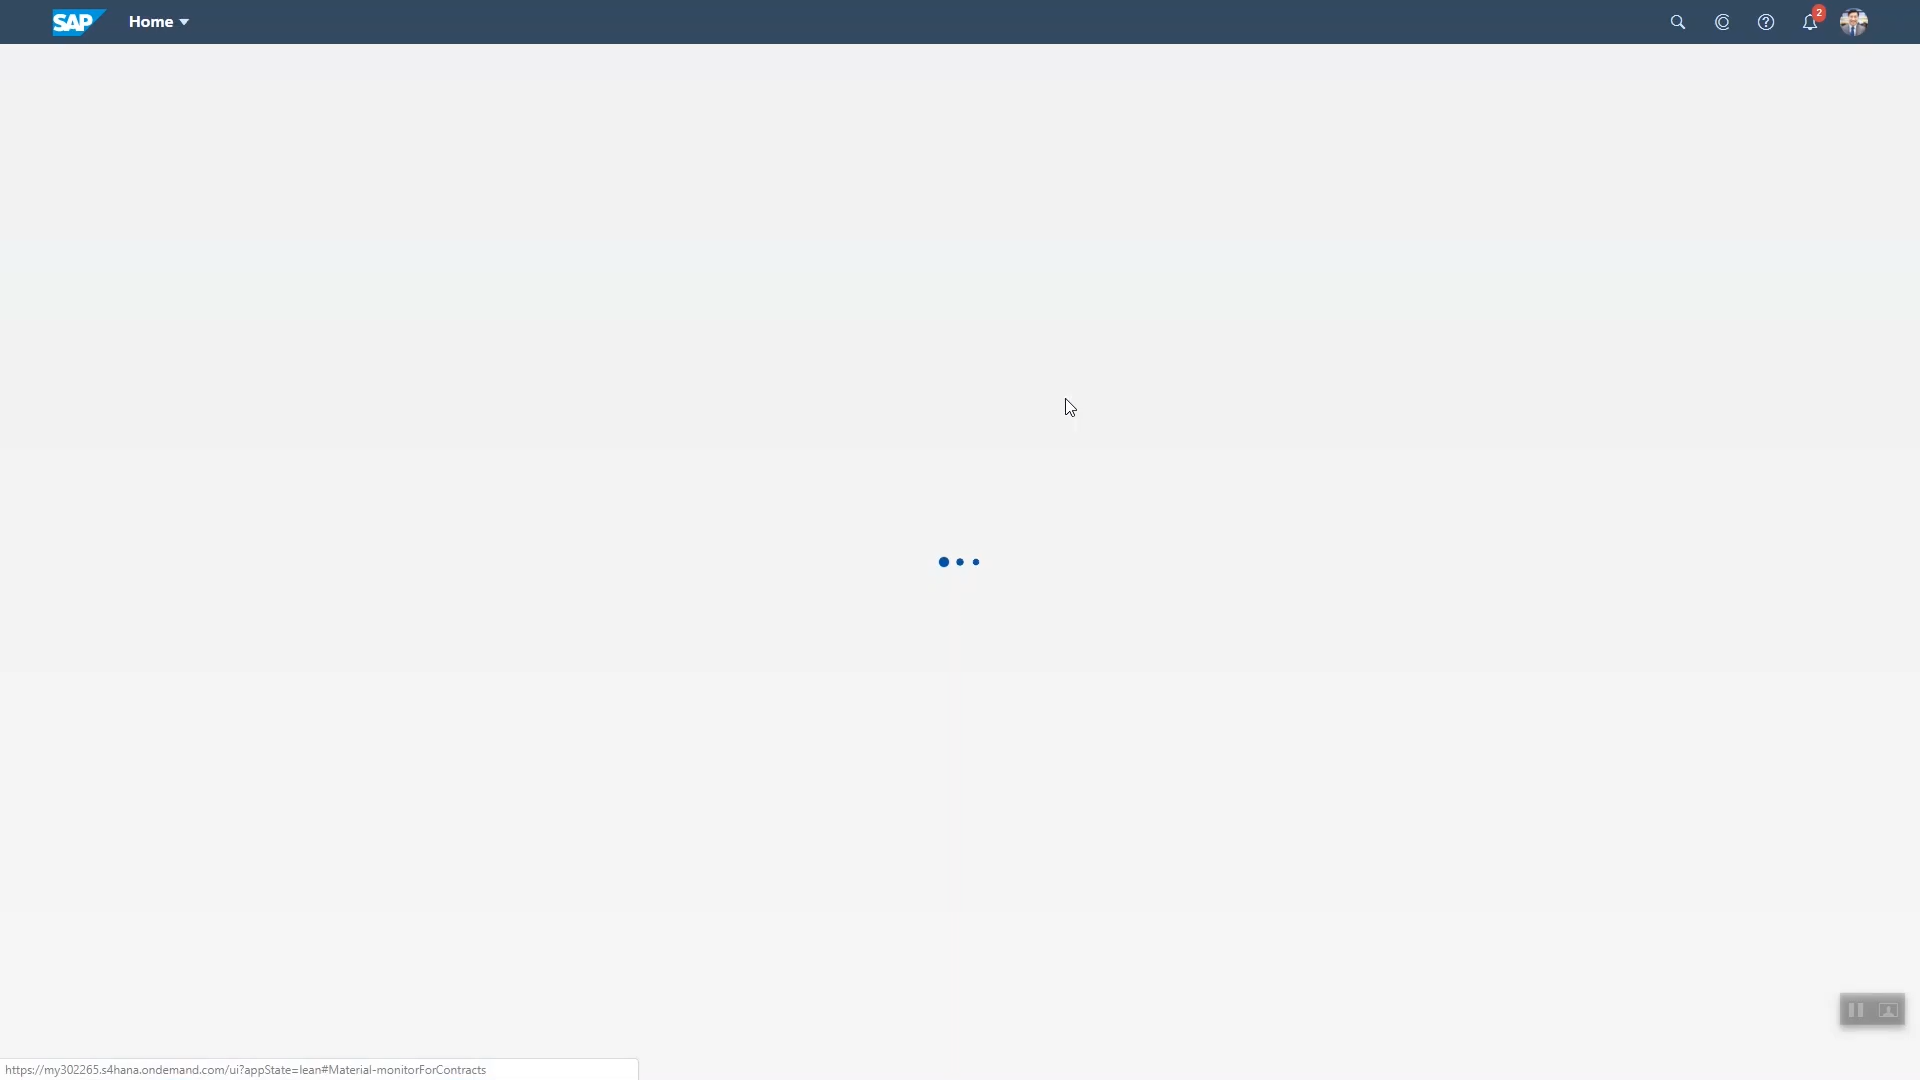 SAP
Home
2
https://my302265.s4hana.ondemand.com/ui?appState=lean#Material-monitorForContracts